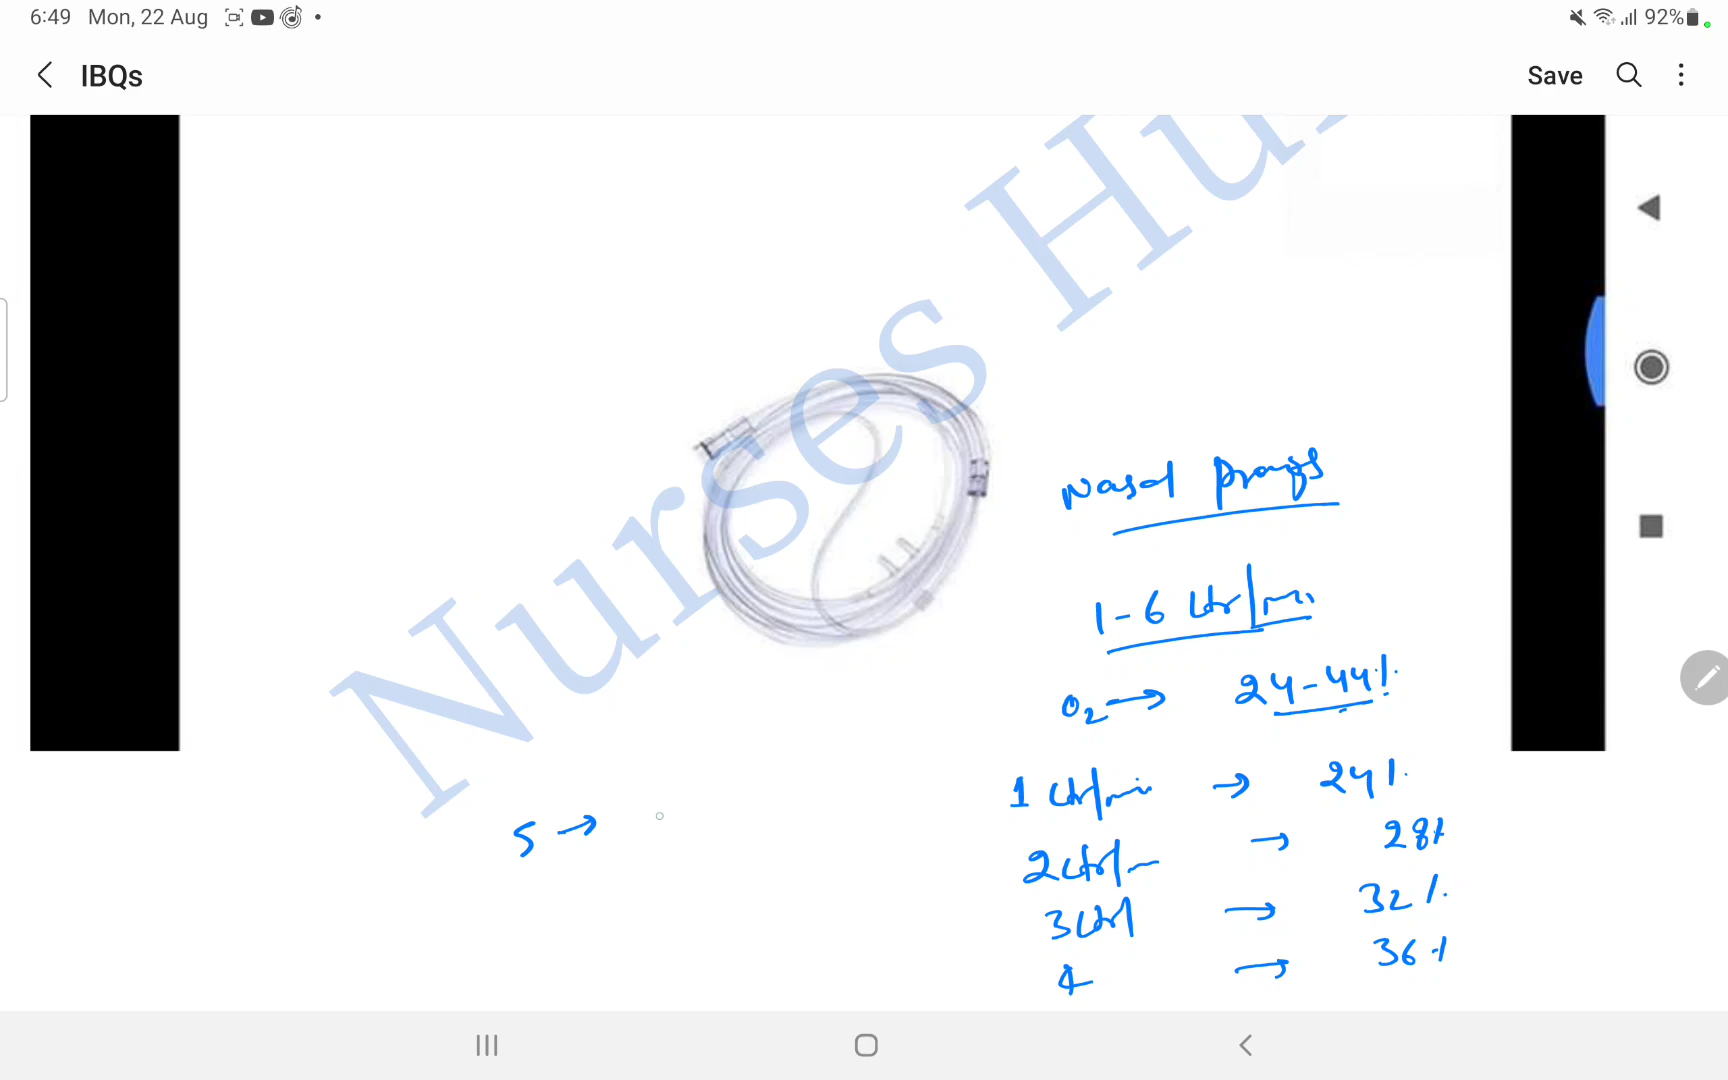 6:49 Mon, 22 Aug 92%
IBQs Save
Nurses Hu
Nasal Prongs
1-6 Ltr/min
O2 → 24-44%
1 Ltr/min → 24%
5 →
2 Ltr/m → 28%
3 Ltr/ → 32%
4 → 36%